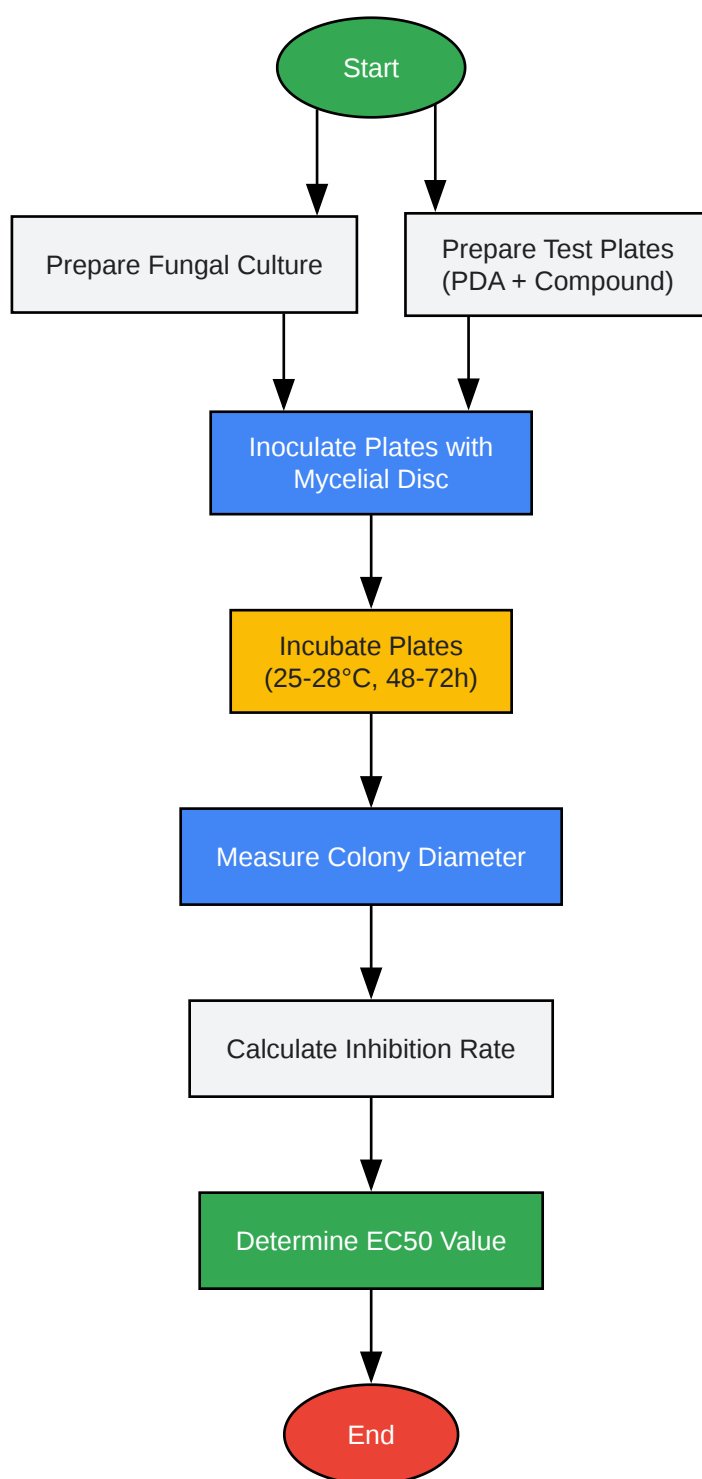 Start
Prepare Fungal Culture
Prepare Test Plates
(PDA + Compound)
Inoculate Plates with
Mycelial Disc
Incubate Plates
(25-28°C, 48-72h)
Measure Colony Diameter
Calculate Inhibition Rate
Determine EC50 Value
End